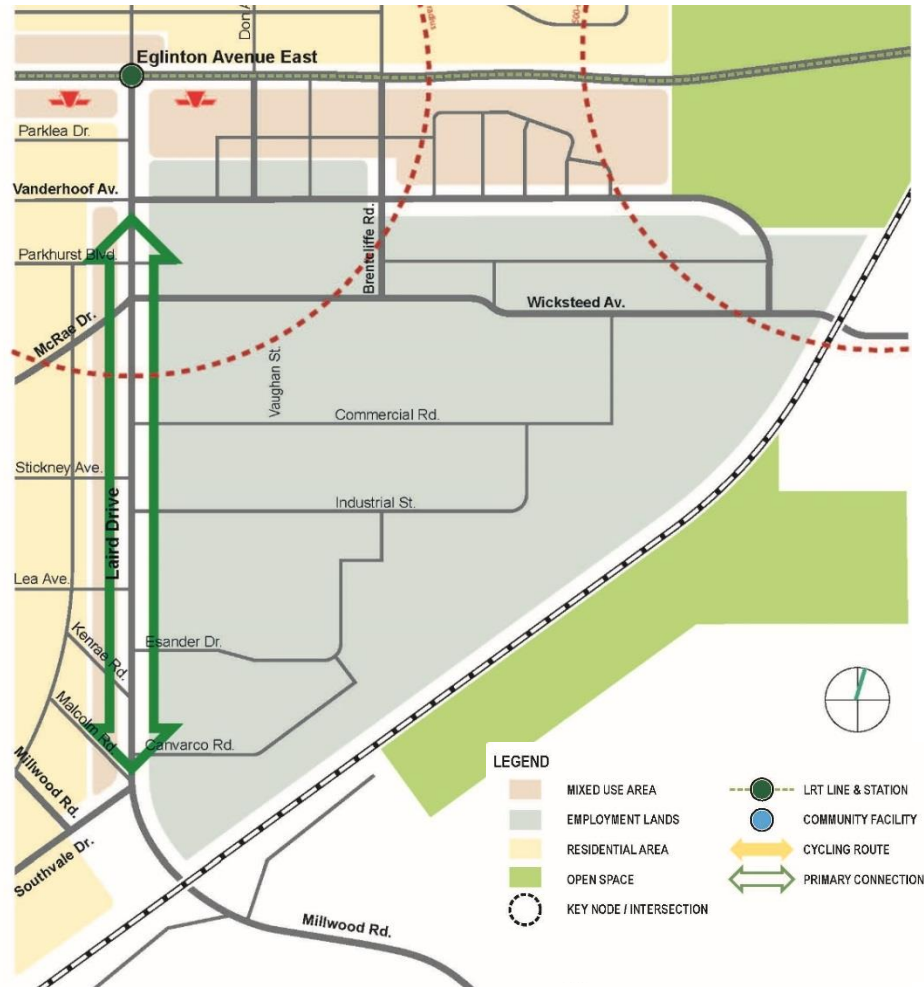 Don A
radius
500-
Eglinton Avenue East
Parklea Dr.
Vanderhoof Av.
Parkhurst Blvd.
Brentcliffe Rd.
Wicksteed Av.
McRae Dr.
Vaughan St.
Commercial Rd.
Stickney Ave.
Industrial St.
Laird Drive
Lea Ave.
Kenrae Rd.
Esander Dr.
Malcolm Rd.
Canvarco Rd.
Millwood Rd.
Southvale Dr.
Millwood Rd.
LEGEND
MIXED USE AREA
EMPLOYMENT LANDS
RESIDENTIAL AREA
OPEN SPACE
KEY NODE / INTERSECTION
LRT LINE & STATION
COMMUNITY FACILITY
CYCLING ROUTE
PRIMARY CONNECTION